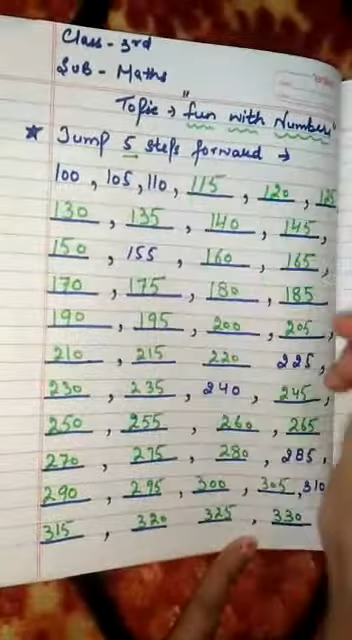 Class - 3rd
Sub - Maths
Topic → "fun with Numbers"
★ Jump 5 steps forward →
100, 105, 110, 115, 120, 125
130, 135, 140, 145,
150, 155, 160, 165,
170, 175, 180, 185
190, 195, 200, 205,
210, 215 220 225,
230, 235, 240, 245,
250, 255, 260, 265
270, 275, 280, 285,
290, 295, 300, 305, 310
315, 320 325, 330